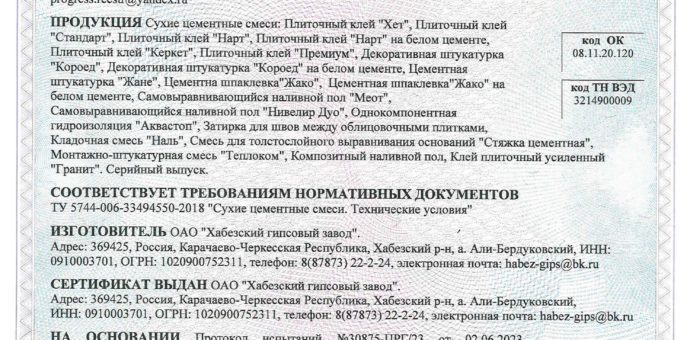 progress.reestr@yandex.ru
ПРОДУКЦИЯ Сухие цементные смеси: Плиточный клей "Хет", Плиточный клей
"Стандарт", Плиточный клей "Нарт", Плиточный клей "Нарт" на белом цементе,
Плиточный клей "Керкет", Плиточный клей "Премиум", Декоративная штукатурка
"Короед", Декоративная штукатурка "Короед" на белом цементе, Цементная
штукатурка "Жане", Цементна шпаклевка"Жако", Цементная шпаклевка"Жако" на
белом цементе, Самовыравнивающийся наливной пол "Меот",
Самовыравнивающийся наливной пол "Нивелир Дуо", Однокомпонентная
гидроизоляция "Аквастоп", Затирка для швов между облицовочными плитками,
Кладочная смесь "Наль", Смесь для толстослойного выравнивания оснований "Стяжка цементная",
Монтажно-штукатурная смесь "Теплоком", Композитный наливной пол, Клей плиточный усиленный
"Гранит". Серийный выпуск.
код ОК
08.11.20.120
код ТН ВЭД
3214900009
СООТВЕТСТВУЕТ ТРЕБОВАНИЯМ НОРМАТИВНЫХ ДОКУМЕНТОВ
ТУ 5744-006-33494550-2018 "Сухие цементные смеси. Технические условия"
ИЗГОТОВИТЕЛЬ ОАО "Хабезский гипсовый завод".
Адрес: 369425, Россия, Карачаево-Черкесская Республика, Хабезский р-н, а. Али-Бердуковский, ИНН:
0910003701, ОГРН: 1020900752311, телефон: 8(87873) 22-2-24, электронная почта: habez-gips@bk.ru
СЕРТИФИКАТ ВЫДАН ОАО "Хабезский гипсовый завод".
Адрес: 369425, Россия, Карачаево-Черкесская Республика, Хабезский р-н, а. Али-Бердуковский,
ИНН: 0910003701, ОГРН: 1020900752311, телефон: 8(87873) 22-2-24, электронная почта: habez-gips@bk.ru
НА ОСНОВАНИИ Протокол испытаний №30875-ЦРГ/23 от 02.06.2023